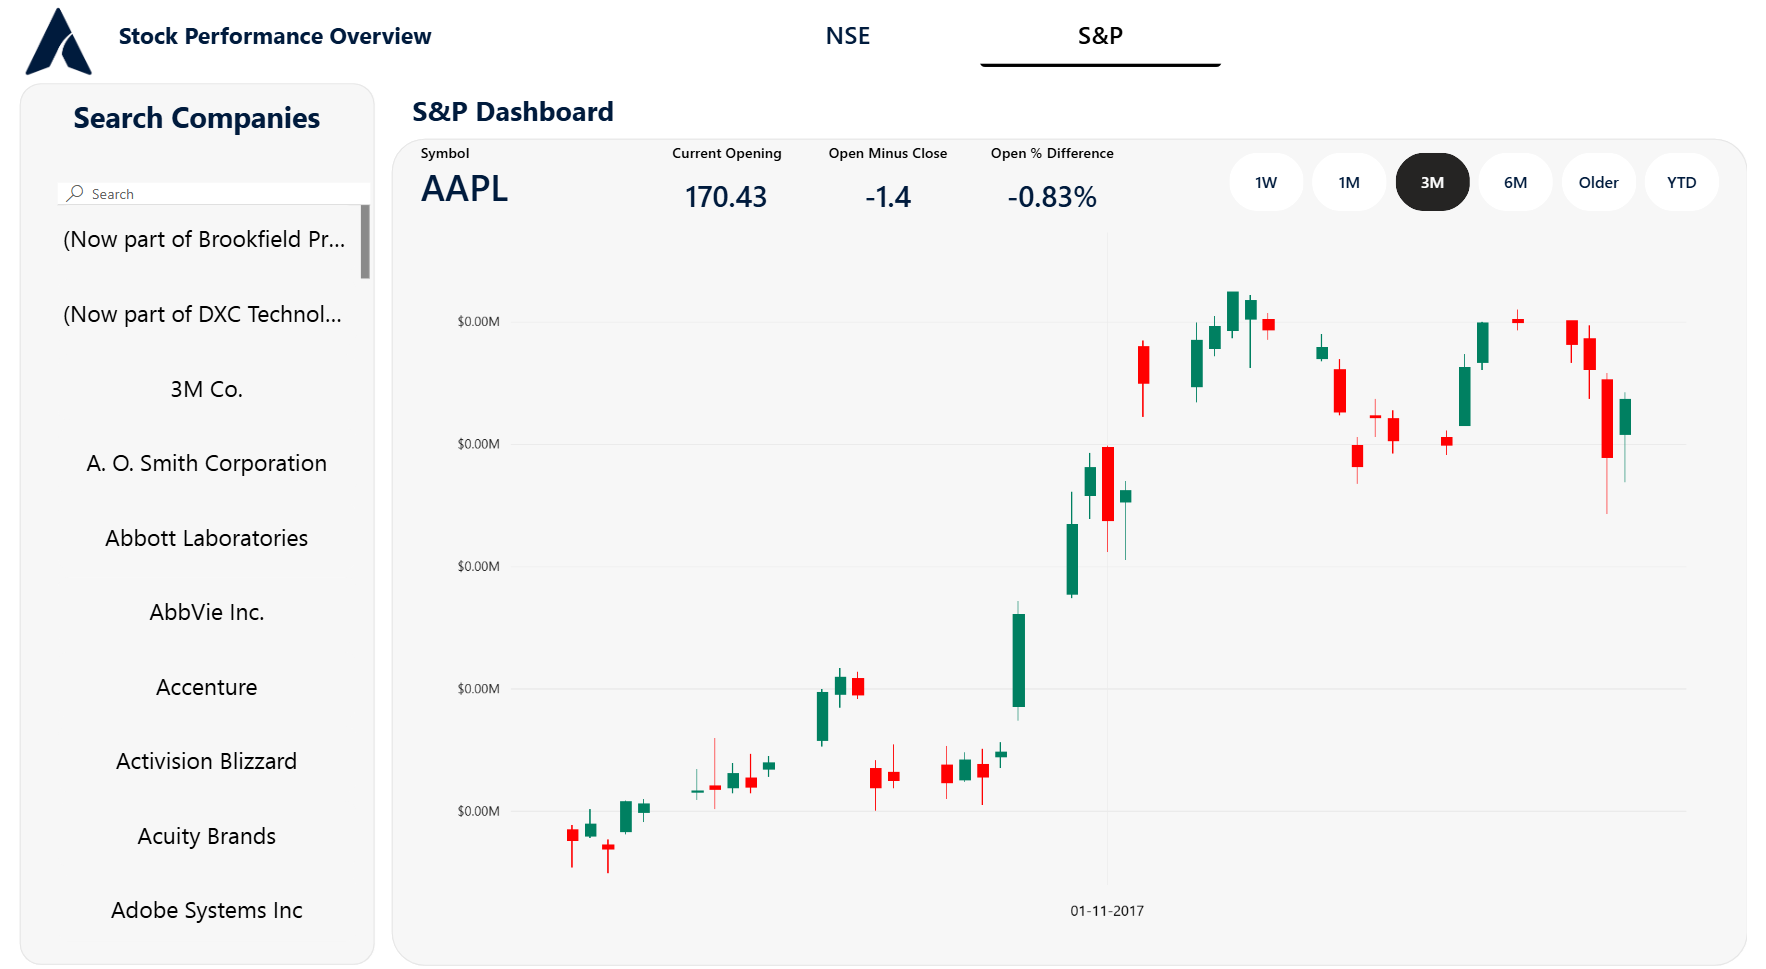 Stock Performance Overview
NSE
S&P
Search Companies
Search
(Now part of Brookfield Pr...
(Now part of DXC Technol...
3M Co.
A. O. Smith Corporation
Abbott Laboratories
AbbVie Inc.
Accenture
Activision Blizzard
Acuity Brands
Adobe Systems Inc
S&P Dashboard
Symbol
AAPL
Current Opening
170.43
Open Minus Close
-1.4
Open % Difference
-0.83%
1W
1M
3M
6M
Older
YTD
$0.00M
$0.00M
$0.00M
$0.00M
$0.00M
01-11-2017